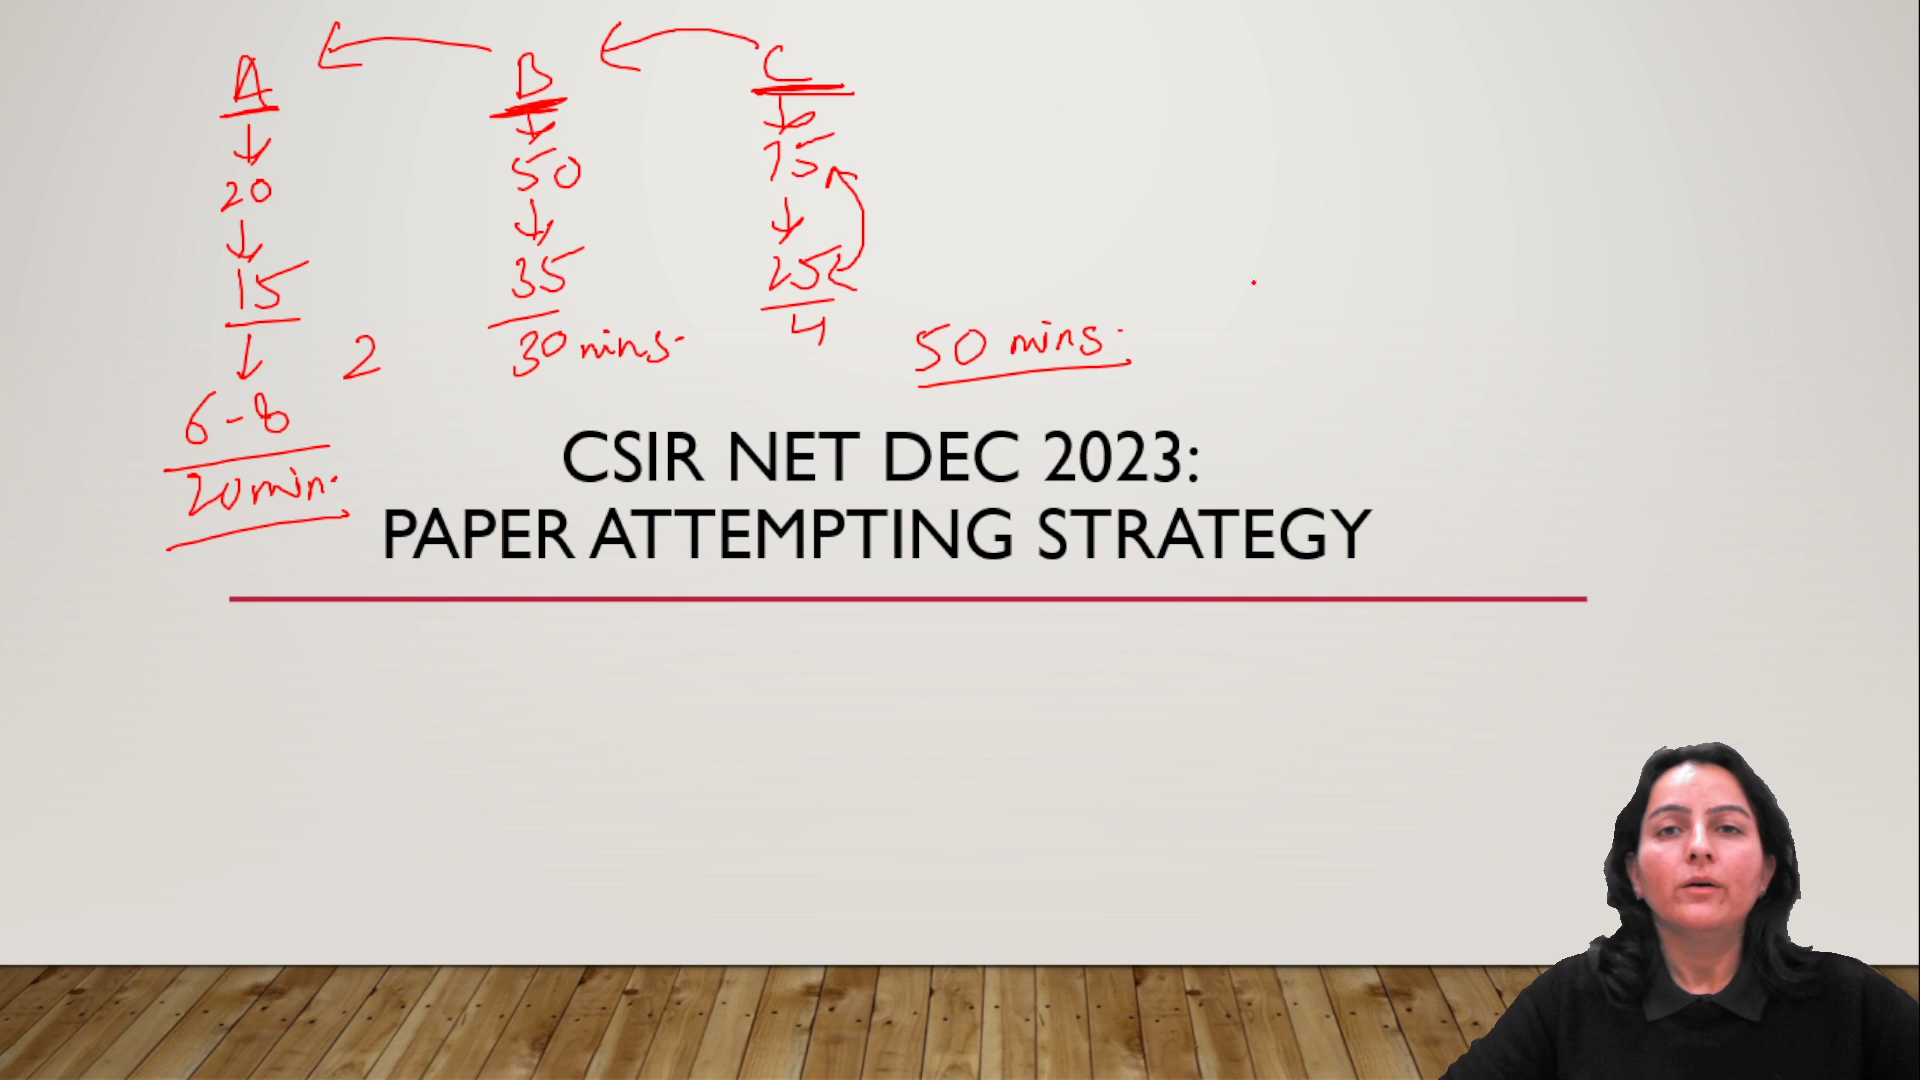 A B C
20 50 75
15 35 25
2 30 mins. 4 50 mins.
6-8
20 min.
CSIR NET DEC 2023:
PAPER ATTEMPTING STRATEGY